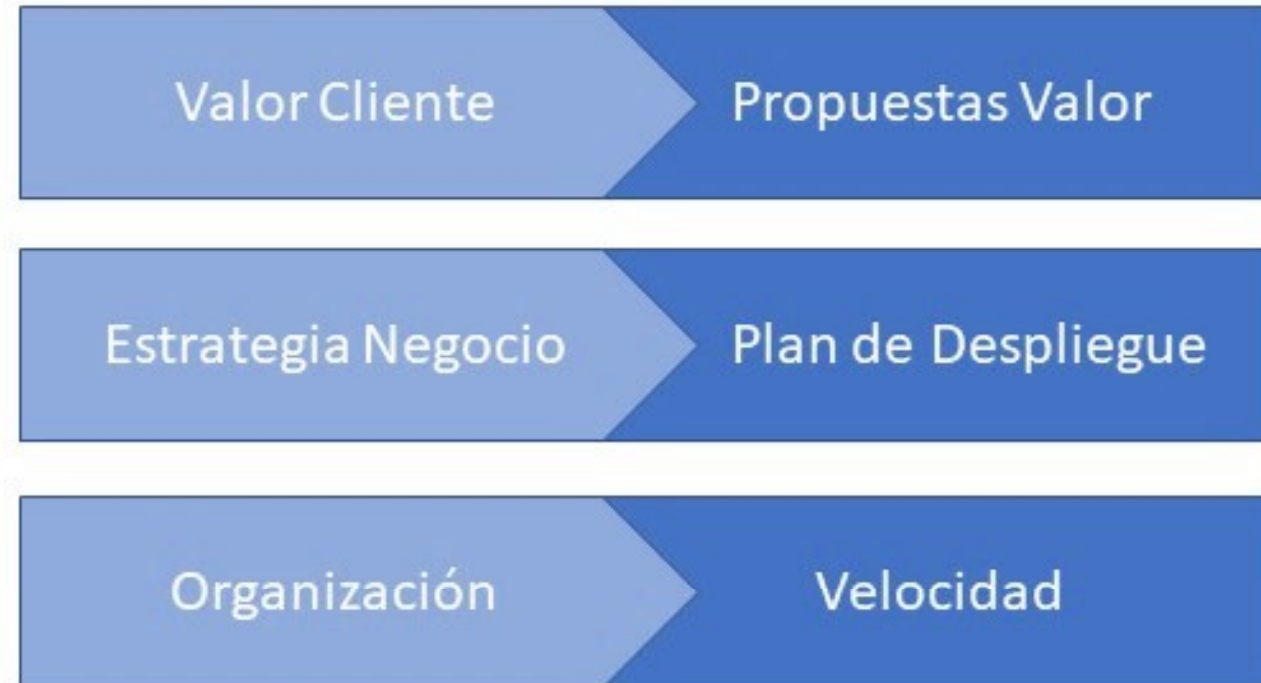 Valor Cliente
Propuestas Valor
Estrategia Negocio
Plan de Despliegue
Organización
Velocidad